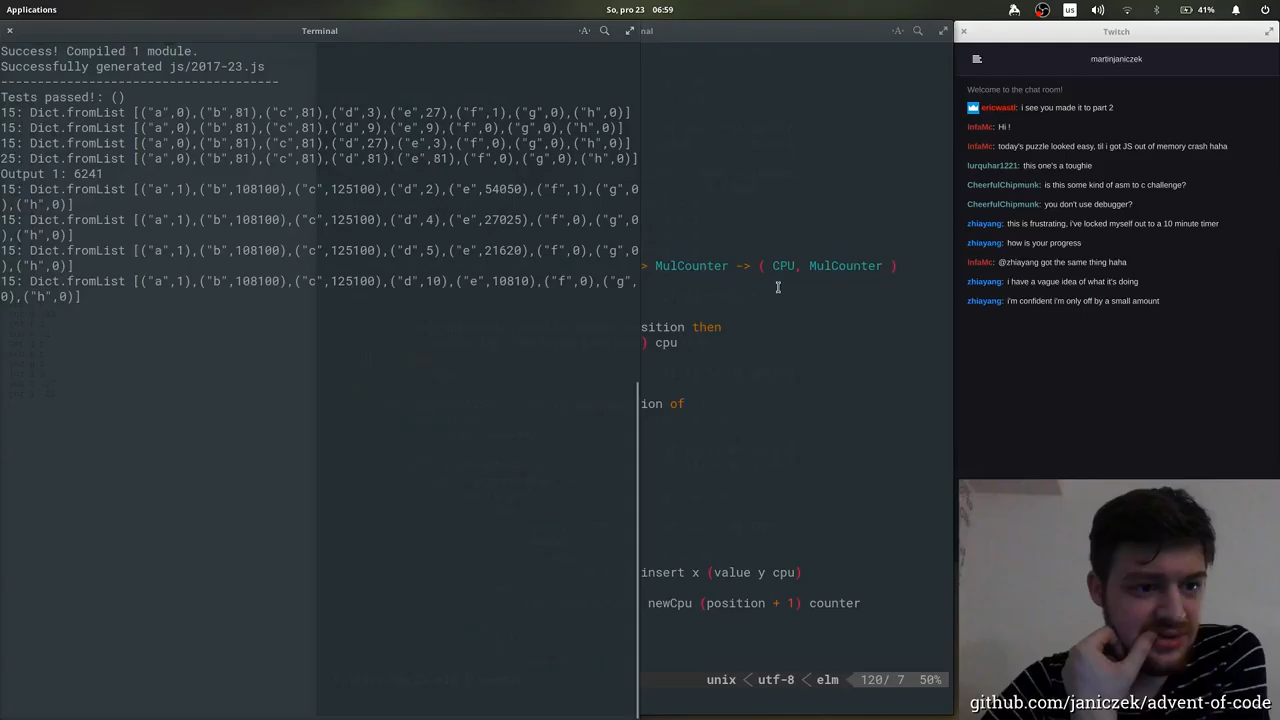 Applications
So, pro 23 06:59
us
41%
Terminal
nal
Twitch
Success! Compiled 1 module.
Successfully generated js/2017-23.js
-------------------------------------
Tests passed!: ()
15: Dict.fromList [("a",0),("b",81),("c",81),("d",3),("e",27),("f",1),("g",0),("h",0)]
15: Dict.fromList [("a",0),("b",81),("c",81),("d",9),("e",9),("f",0),("g",0),("h",0)]
15: Dict.fromList [("a",0),("b",81),("c",81),("d",27),("e",3),("f",0),("g",0),("h",0)]
25: Dict.fromList [("a",0),("b",81),("c",81),("d",81),("e",81),("f",0),("g",0),("h",0)]
Output 1: 6241
15: Dict.fromList [("a",1),("b",108100),("c",125100),("d",2),("e",54050),("f",1),("g",0
),("h",0)]
15: Dict.fromList [("a",1),("b",108100),("c",125100),("d",4),("e",27025),("f",0),("g",0
),("h",0)]
15: Dict.fromList [("a",1),("b",108100),("c",125100),("d",5),("e",21620),("f",0),("g",0
),("h",0)]
15: Dict.fromList [("a",1),("b",108100),("c",125100),("d",10),("e",10810),("f",0),("g",
0),("h",0)]
> MulCounter -> ( CPU, MulCounter )
sition then
) cpu
ion of
insert x (value y cpu)
newCpu (position + 1) counter
unix < utf-8 < elm 120/ 7 50%
martinjaniczek
Welcome to the chat room!
ericwastl: i see you made it to part 2
InfaMc: Hi !
InfaMc: today's puzzle looked easy, til i got JS out of memory crash haha
lurquhar1221: this one's a toughie
CheerfulChipmunk: is this some kind of asm to c challenge?
CheerfulChipmunk: you don't use debugger?
zhiayang: this is frustrating, i've locked myself out to a 10 minute timer
zhiayang: how is your progress
InfaMc: @zhiayang got the same thing haha
zhiayang: i have a vague idea of what it's doing
zhiayang: i'm confident i'm only off by a small amount
github.com/janiczek/advent-of-code